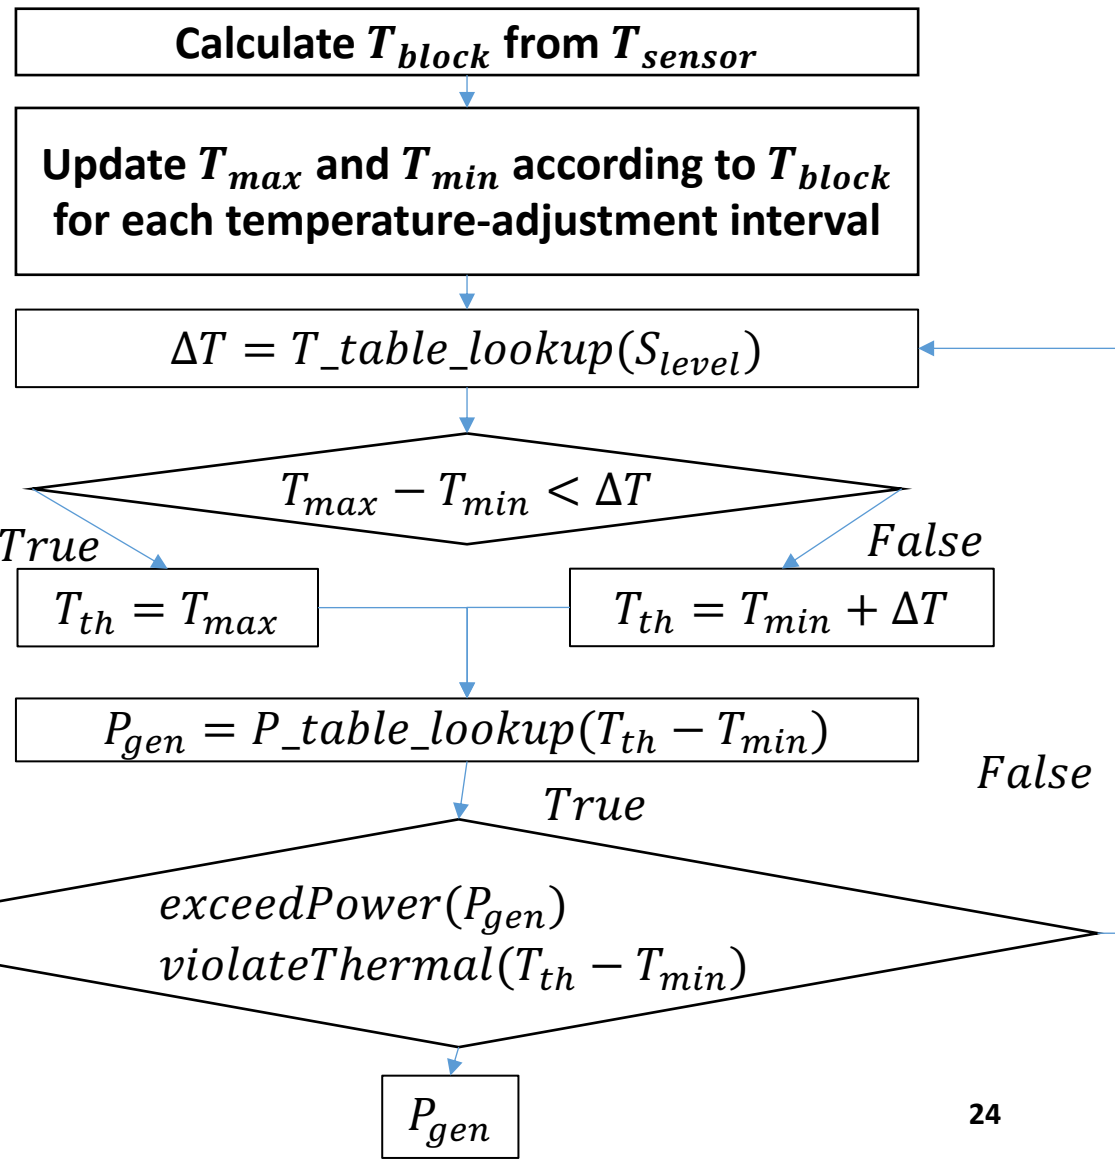 Calculate T_block from T_sensor
Update T_max and T_min according to T_block
for each temperature-adjustment interval
ΔT = T_table_lookup(S_level)
T_max − T_min < ΔT
True
False
T_th = T_max
T_th = T_min + ΔT
P_gen = P_table_lookup(T_th − T_min)
False
True
exceedPower(P_gen)
violateThermal(T_th − T_min)
P_gen
24